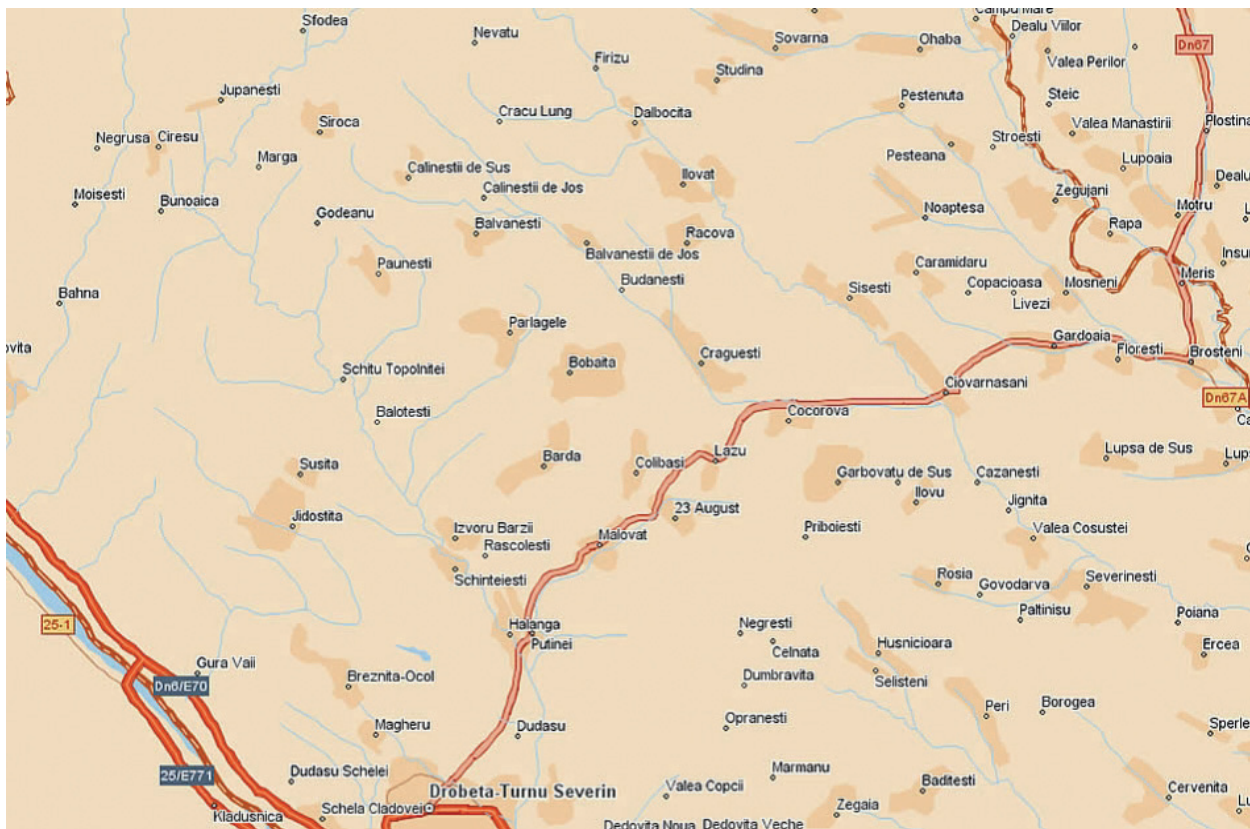 Sfodea
Nevatu
Sovarna
Ohaba
Dealu Viilor
Dn67
Firizu
Studina
Valea Perilor
Jupanesti
Cracu Lung
Dalbocita
Pestenuta
Steic
Siroca
Valea Manastirii
Plostina
Negrusa
Ciresu
Stroesti
Marga
Pesteana
Lupoaia
Calinestii de Sus
Ilovat
Calinestii de Jos
Zegujani
Moisesti
Bunoaica
Godeanu
Noaptesa
Motru
Balvanesti
Racova
Rapa
Balvanestii de Jos
Paunesti
Caramidaru
Budanesti
Sisesti
Copacioasa
Mosneni
Meris
Bahna
Livezi
Parlagele
Gardoaia
Floresti
Brosteni
Craguesti
Bobaita
Schitu Topolnitei
Ciovarnasani
Dn67A
Balotesti
Cocorova
Barda
Lazu
Lupsa de Sus
Susita
Colibasi
Garbovatu de Sus
Cazanesti
Ilovu
Jidostita
23 August
Jignita
Izvoru Barzii
Malovat
Priboiesti
Valea Cosustei
Rascolesti
Schinteiesti
Rosia
Govodarva
Severinesti
Paltinisu
Poiana
25-1
Halanga
Putinei
Negresti
Celnata
Husnicioara
Ercea
Gura Vaii
Breznita-Ocol
Dumbravita
Selisteni
Dn6/E70
Peri
Borogea
Magheru
Dudasu
Opranesti
25/E771
Dudasu Schelei
Drobeta-Turnu Severin
Marmanu
Valea Copcii
Baditesti
Cervenita
Kladusnica
Schela Cladovei
Zegaia
Dedovita Noua
Dedovita Veche